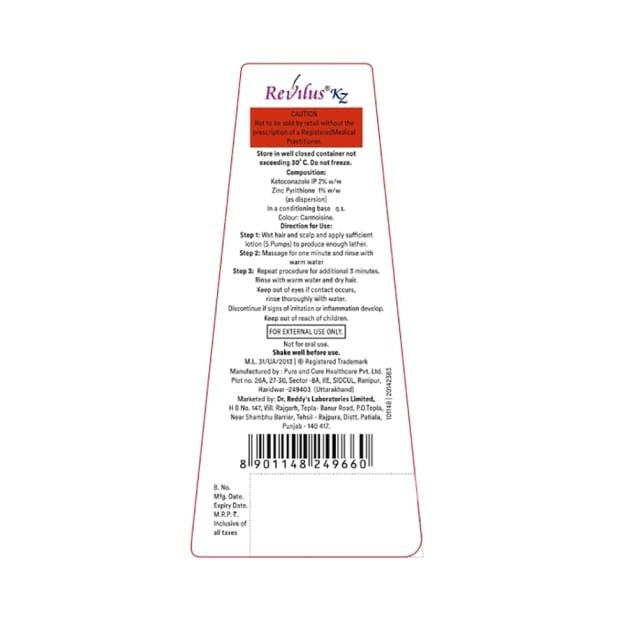 Revilus® Kz
CAUTION
Not to be sold by retail without the
prescription of a RegisteredMedical
Practitioner.
Store in well closed container not
exceeding 30° C. Do not freeze.
Composition:
Ketoconazole IP 2% w/w
Zinc Pyrithione 1% w/w
(as dispersion)
In a conditioning base q.s.
Colour: Carmoisine.
Direction for Use:
Step 1: Wet hair and scalp and apply sufficient
lotion (5 Pumps) to produce enough lather.
Step 2: Massage for one minute and rinse with
warm water
Step 3: Repeat procedure for additional 3 minutes.
Rinse with warm water and dry hair.
Keep out of eyes if contact occurs,
rinse thoroughly with water.
Discontinue if signs of irritation or inflammation develop.
Keep out of reach of children.
FOR EXTERNAL USE ONLY.
Not for oral use.
Shake well before use.
M.L. 31/UA/2013 | ® Registered Trademark
Manufactured by : Pure and Cure Healthcare Pvt. Ltd.
Plot no. 26A, 27-30, Sector -8A, IIE, SIDCUL, Ranipur,
Haridwar -249403 (Uttarakhand)
Marketed by: Dr. Reddy's Laboratories Limited,
H B No. 147, Vill. Rajgarh, Tepla- Banur Road, P.O.Tepla,
Near Shambhu Barrier, Tehsil - Rajpura, Distt. Patiala,
Punjab - 140 417.
101148 | 20142383
8 901148 249660
B. No.
Mfg. Date.
Expiry Date.
M.R.P. ₹.
Inclusive of
all taxes